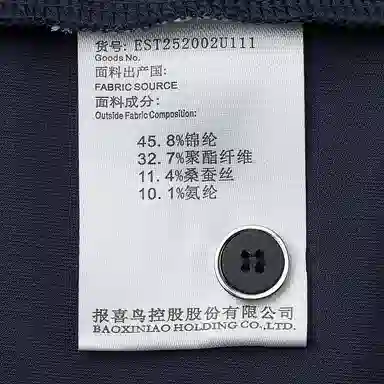 货号: EST252002U111
Goods No.
面料出产国:
FABRIC SOURCE
面料成分:
Outside Fabric Composition:
45.8%锦纶
32.7%聚酯纤维
11.4%桑蚕丝
10.1%氨纶
报喜鸟控股股份有限公司
BAOXINIAO HOLDING CO.,LTD.